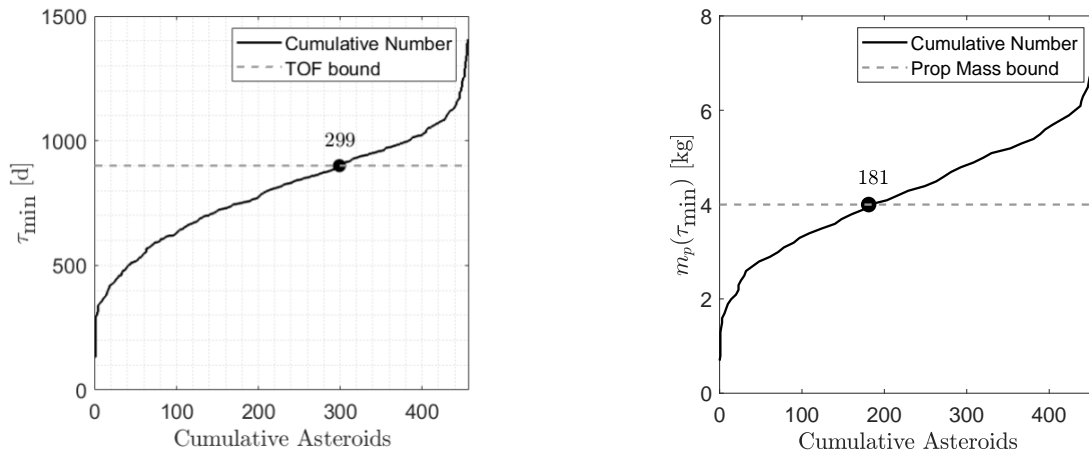 1500
1000
500
0
τmin [d]
Cumulative Number
TOF bound
299
0 100 200 300 400
Cumulative Asteroids
8
6
4
2
0
mₚ(τmin) [kg]
Cumulative Number
Prop Mass bound
181
0 100 200 300 400
Cumulative Asteroids